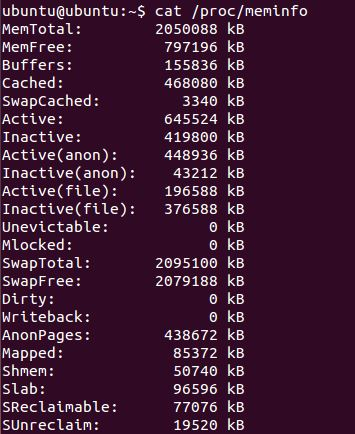 ubuntu@ubuntu:~$ cat /proc/meminfo
MemTotal:        2050088 kB
MemFree:          797196 kB
Buffers:          155836 kB
Cached:           468080 kB
SwapCached:         3340 kB
Active:           645524 kB
Inactive:         419800 kB
Active(anon):     448936 kB
Inactive(anon):    43212 kB
Active(file):     196588 kB
Inactive(file):   376588 kB
Unevictable:           0 kB
Mlocked:               0 kB
SwapTotal:       2095100 kB
SwapFree:        2079188 kB
Dirty:                 0 kB
Writeback:             0 kB
AnonPages:        438672 kB
Mapped:            85372 kB
Shmem:             50740 kB
Slab:              96596 kB
SReclaimable:      77076 kB
SUnreclaim:        19520 kB